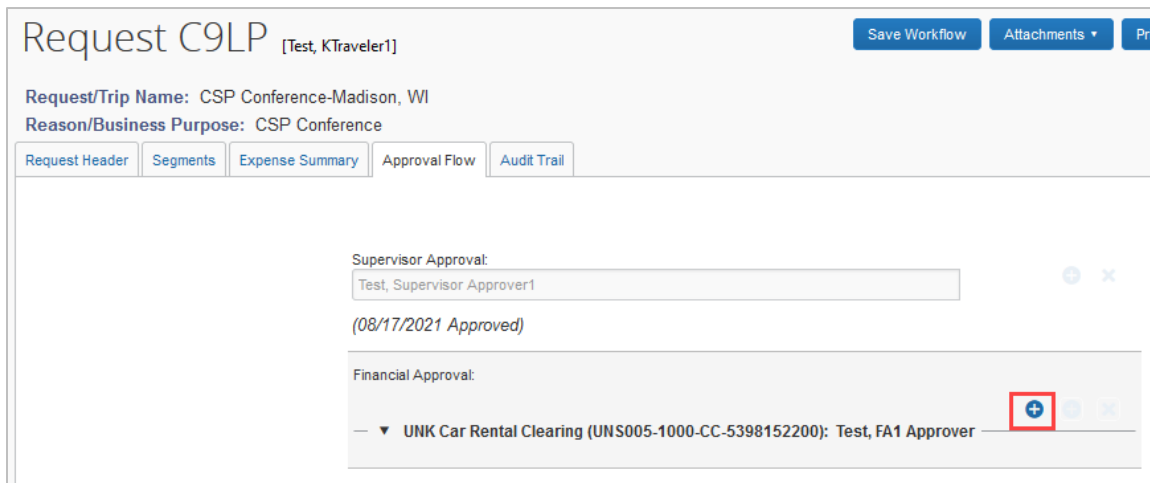 Request C9LP [Test, KTraveler1]
Save Workflow
Attachments
Pr
Request/Trip Name: CSP Conference-Madison, WI
Reason/Business Purpose: CSP Conference
Request Header
Segments
Expense Summary
Approval Flow
Audit Trail
Supervisor Approval:
Test, Supervisor Approver1
(08/17/2021 Approved)
Financial Approval:
UNK Car Rental Clearing (UNS005-1000-CC-5398152200): Test, FA1 Approver